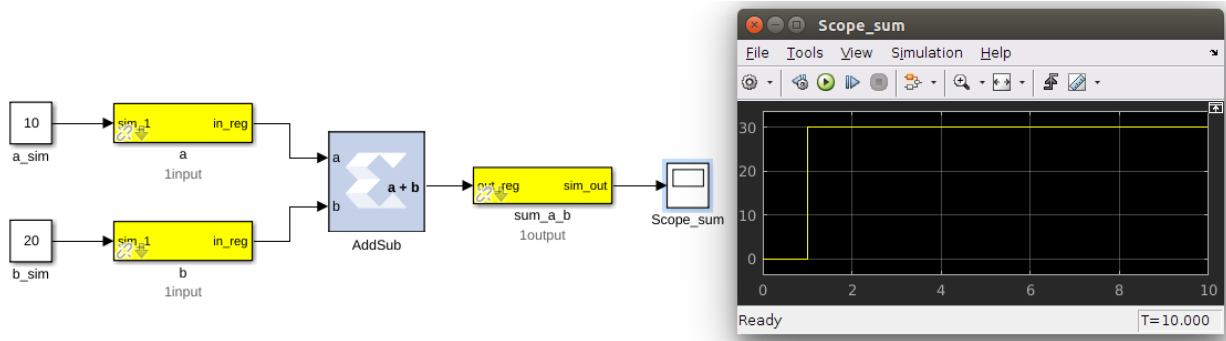 10
a_sim
sim_1 in_reg
a
1input
20
b_sim
sim_1 in_reg
b
1input
a
b
a + b
AddSub
out_reg sim_out
sum_a_b
1output
Scope_sum
Scope_sum
File Tools View Simulation Help
30
20
10
0
0 2 4 6 8 10
Ready T=10.000